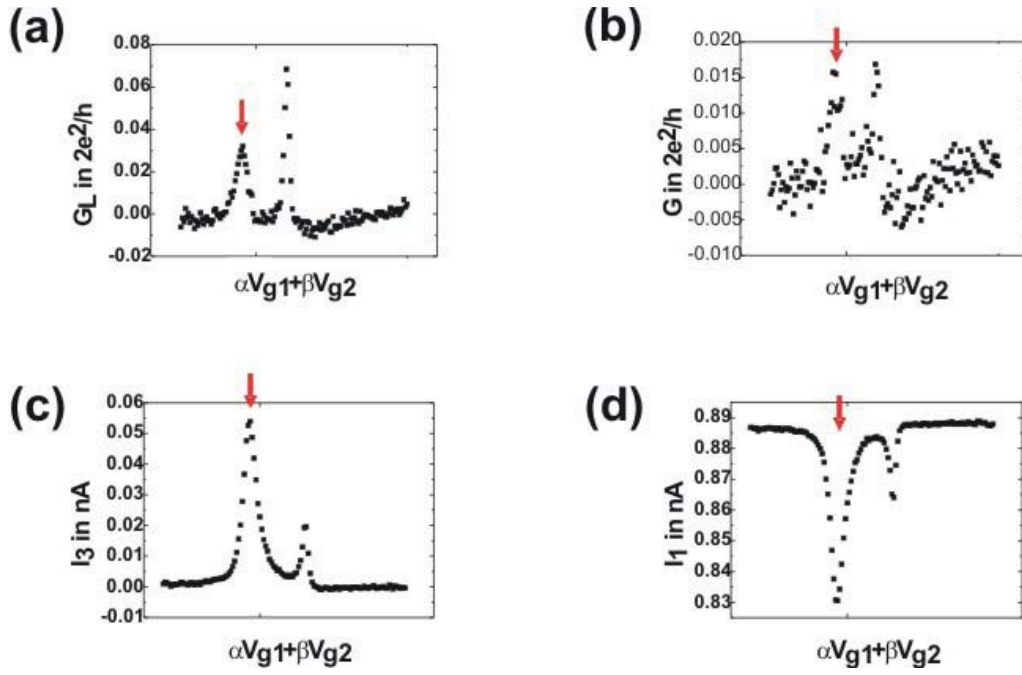 (a)
0.08
0.06
0.04
0.02
0.00
-0.02
GL in 2e2/h
αVg1+βVg2
(b)
0.020
0.015
0.010
0.005
0.000
-0.005
-0.010
G in 2e2/h
αVg1+βVg2
(c)
0.06
0.05
0.04
0.03
0.02
0.01
0.00
-0.01
I3 in nA
αVg1+βVg2
(d)
0.89
0.88
0.87
0.86
0.85
0.84
0.83
I1 in nA
αVg1+βVg2